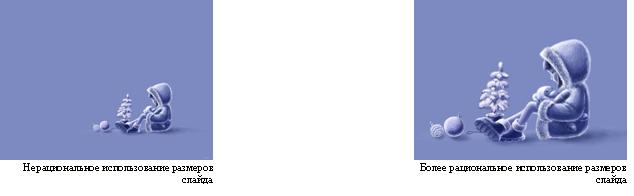 Нерациональное использование размеров
слайда
Более рациональное использование размеров
слайда